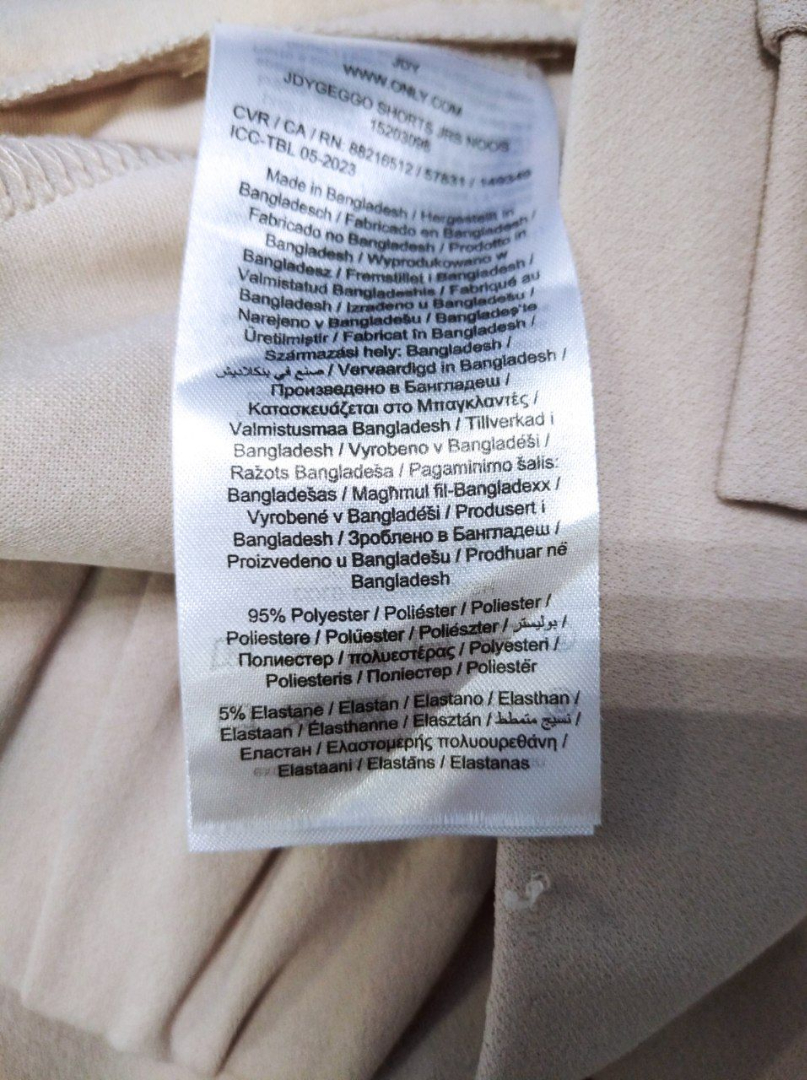 JDY
WWW.ONLY.COM
JDYGEGGO SHORTS JRS NOOS
15203098
CVR / CA / RN: 88216512 / 57831 / 149349
ICC-TBL 05-2023
Made in Bangladesh / Hergestellt in
Bangladesch / Fabricado en Bangladesh /
Fabricado no Bangladesh / Prodotto in
Bangladesh / Wyprodukowano w
Bangladesz / Fremstillet i Bangladesh /
Valmistatud Bangladeshis / Fabriqué au
Bangladesh / Izrađeno u Bangladešu /
Narejeno v Bangladešu / Bangladeş'te
Üretilmiştir / Fabricat în Bangladesh /
Származási hely: Bangladesh /
صنع في بنكلاديش / Vervaardigd in Bangladesh /
Произведено в Бангладеш /
Κατασκευάζεται στο Μπαγκλαντές /
Valmistusmaa Bangladesh / Tillverkad i
Bangladesh / Vyrobeno v Bangladéši /
Ražots Bangladeša / Pagaminimo šalis:
Bangladešas / Magħmul fil-Bangladexx /
Vyrobené v Bangladéši / Produsert i
Bangladesh / Зроблено в Бангладеш /
Proizvedeno u Bangladešu / Prodhuar në
Bangladesh
95% Polyester / Poliéster / Poliester /
Poliestere / Polüester / Poliészter / بوليستر /
Полиестер / πολυεστέρας / Polyesteri /
Poliesteris / Поліестер / Poliestër
5% Elastane / Elastan / Elastano / Elasthan /
Elastaan / Élasthanne / Elasztán / نسيج متمطط /
Еластан / Ελαστομερής πολυουρεθάνη /
Elastaani / Elastāns / Elastanas